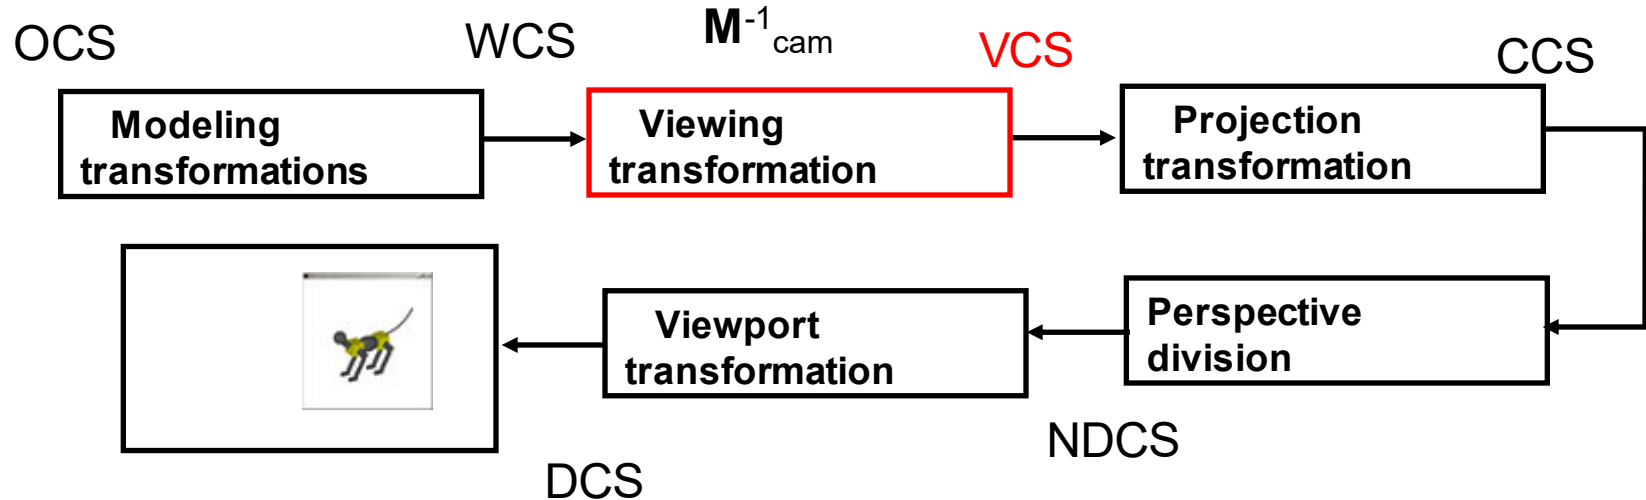 OCS
WCS
M⁻¹cam
VCS
CCS
Modeling
transformations
Viewing
transformation
Projection
transformation
Viewport
transformation
Perspective
division
NDCS
DCS